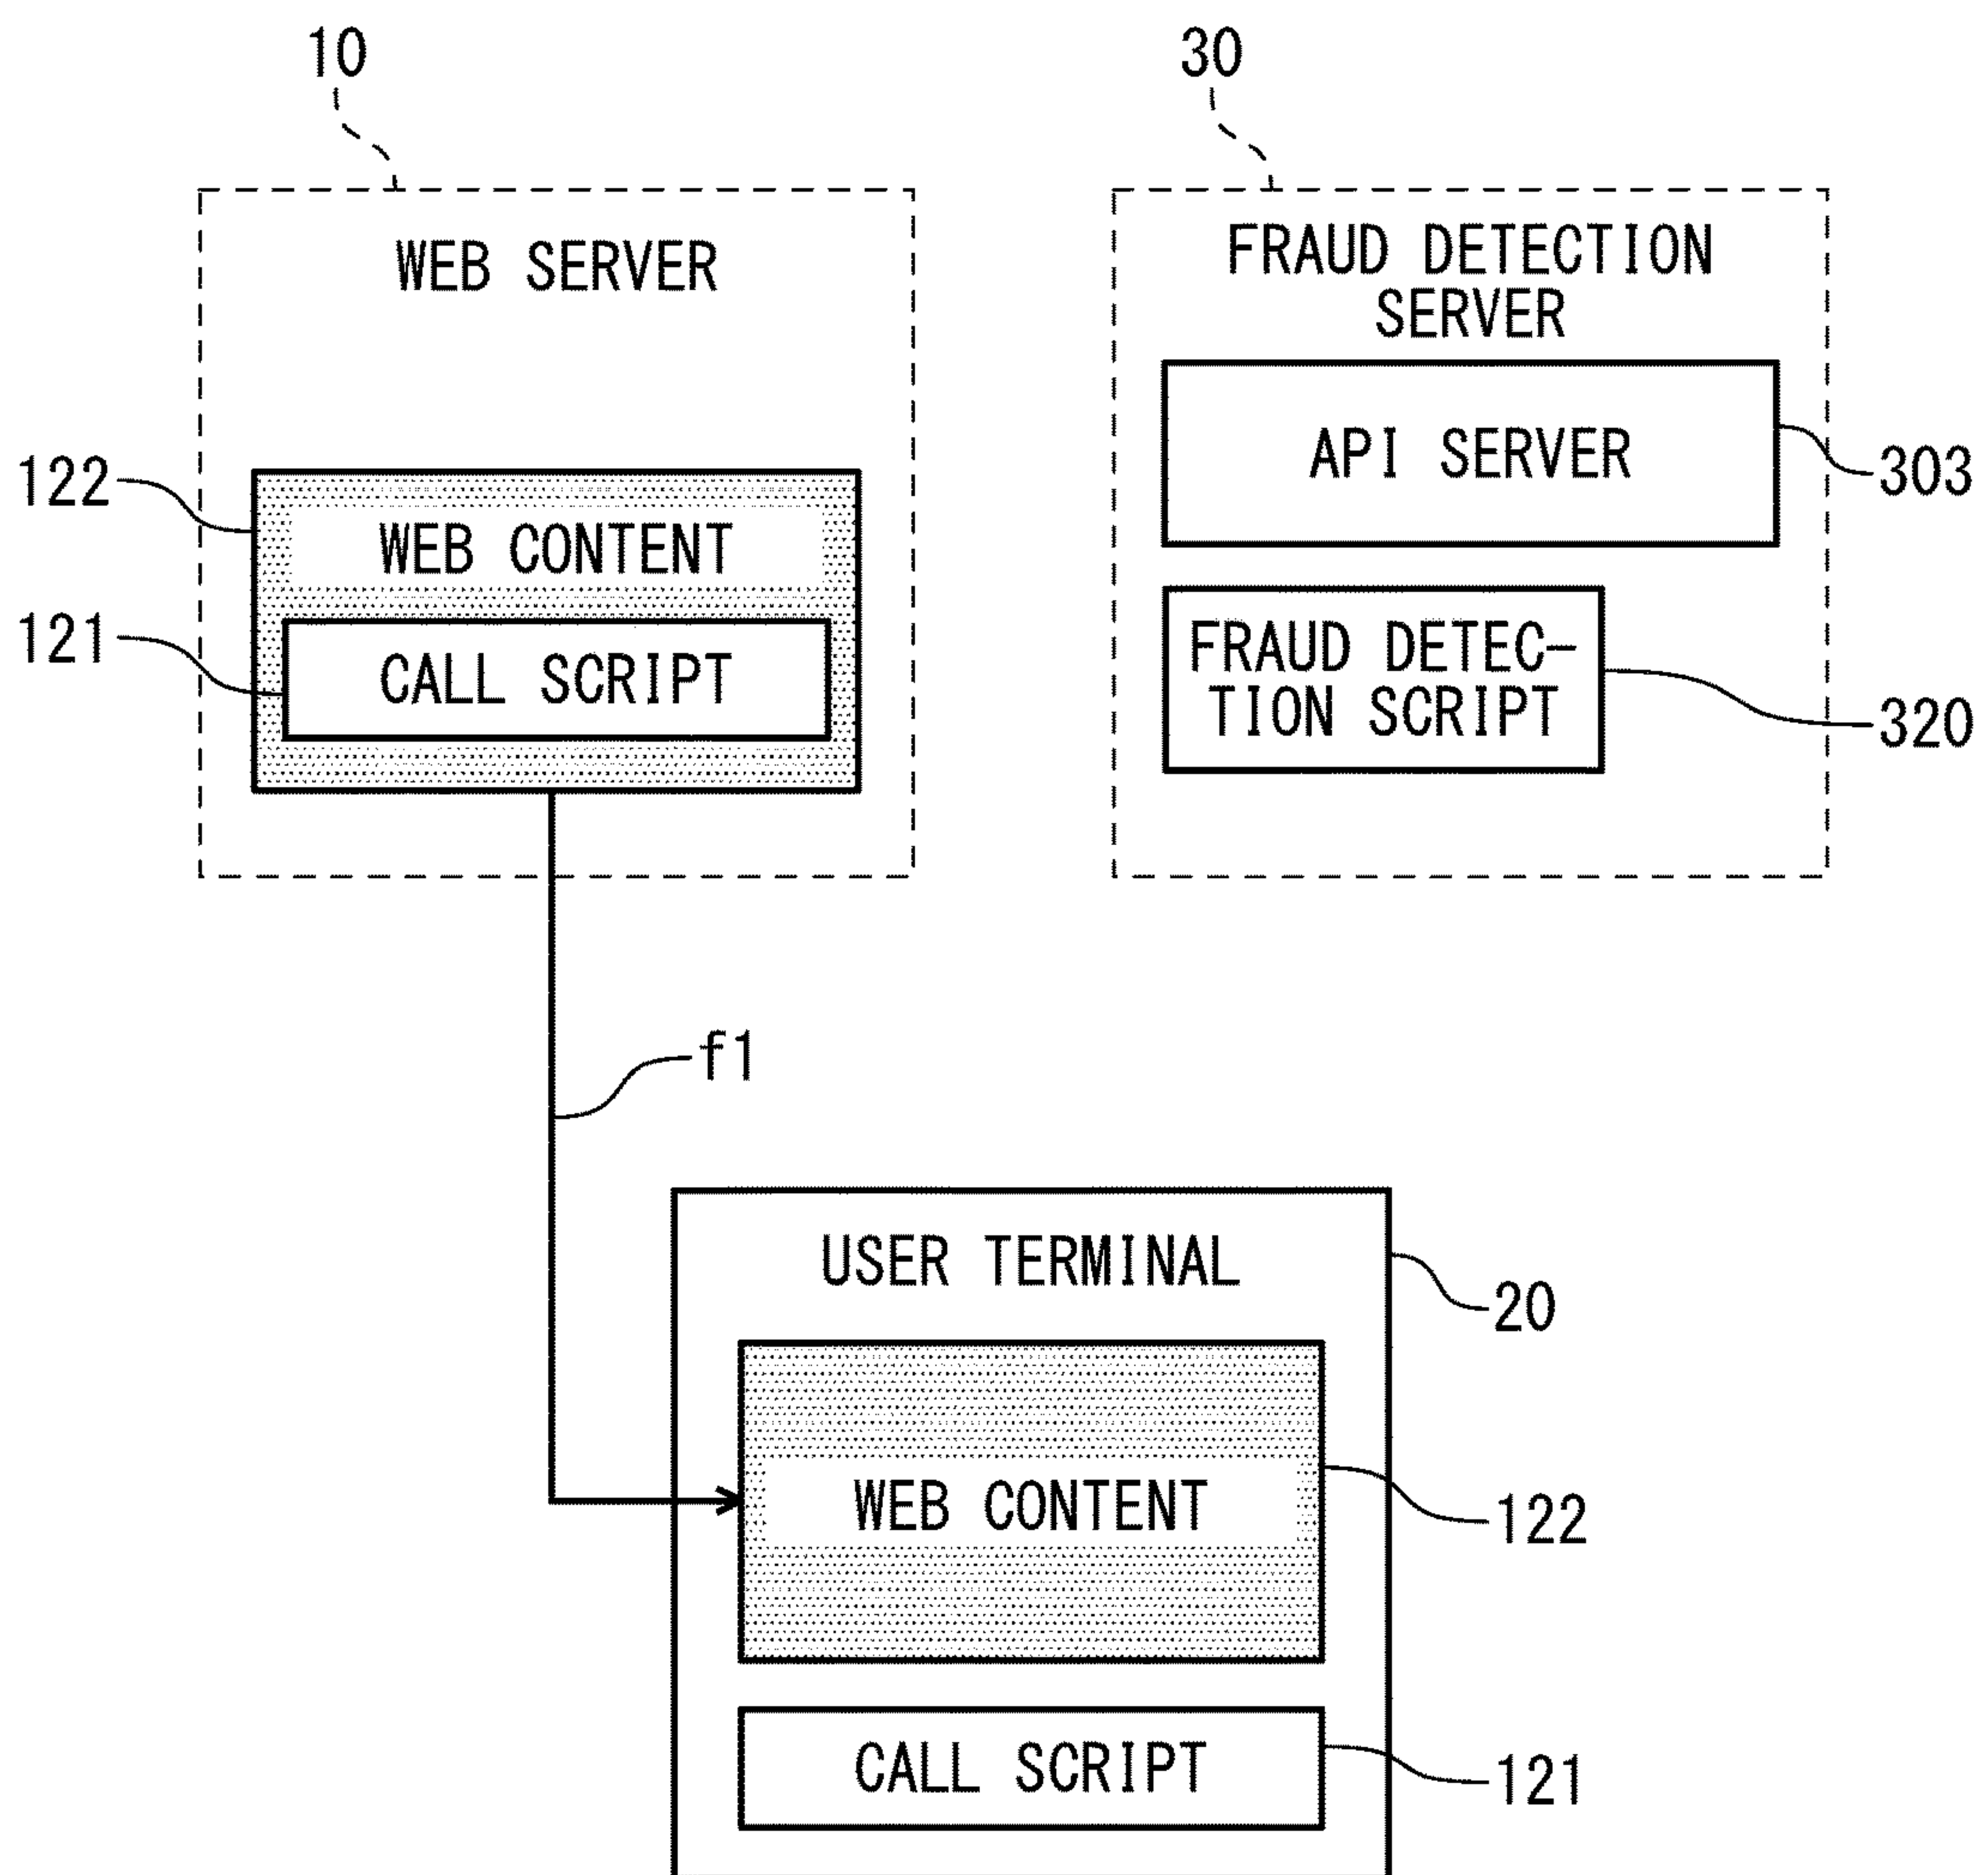 10
30
WEB SERVER
FRAUD DETECTION
SERVER
API SERVER
303
122
WEB CONTENT
121
CALL SCRIPT
FRAUD DETEC-
TION SCRIPT
320
f1
USER TERMINAL
20
WEB CONTENT
122
CALL SCRIPT
121